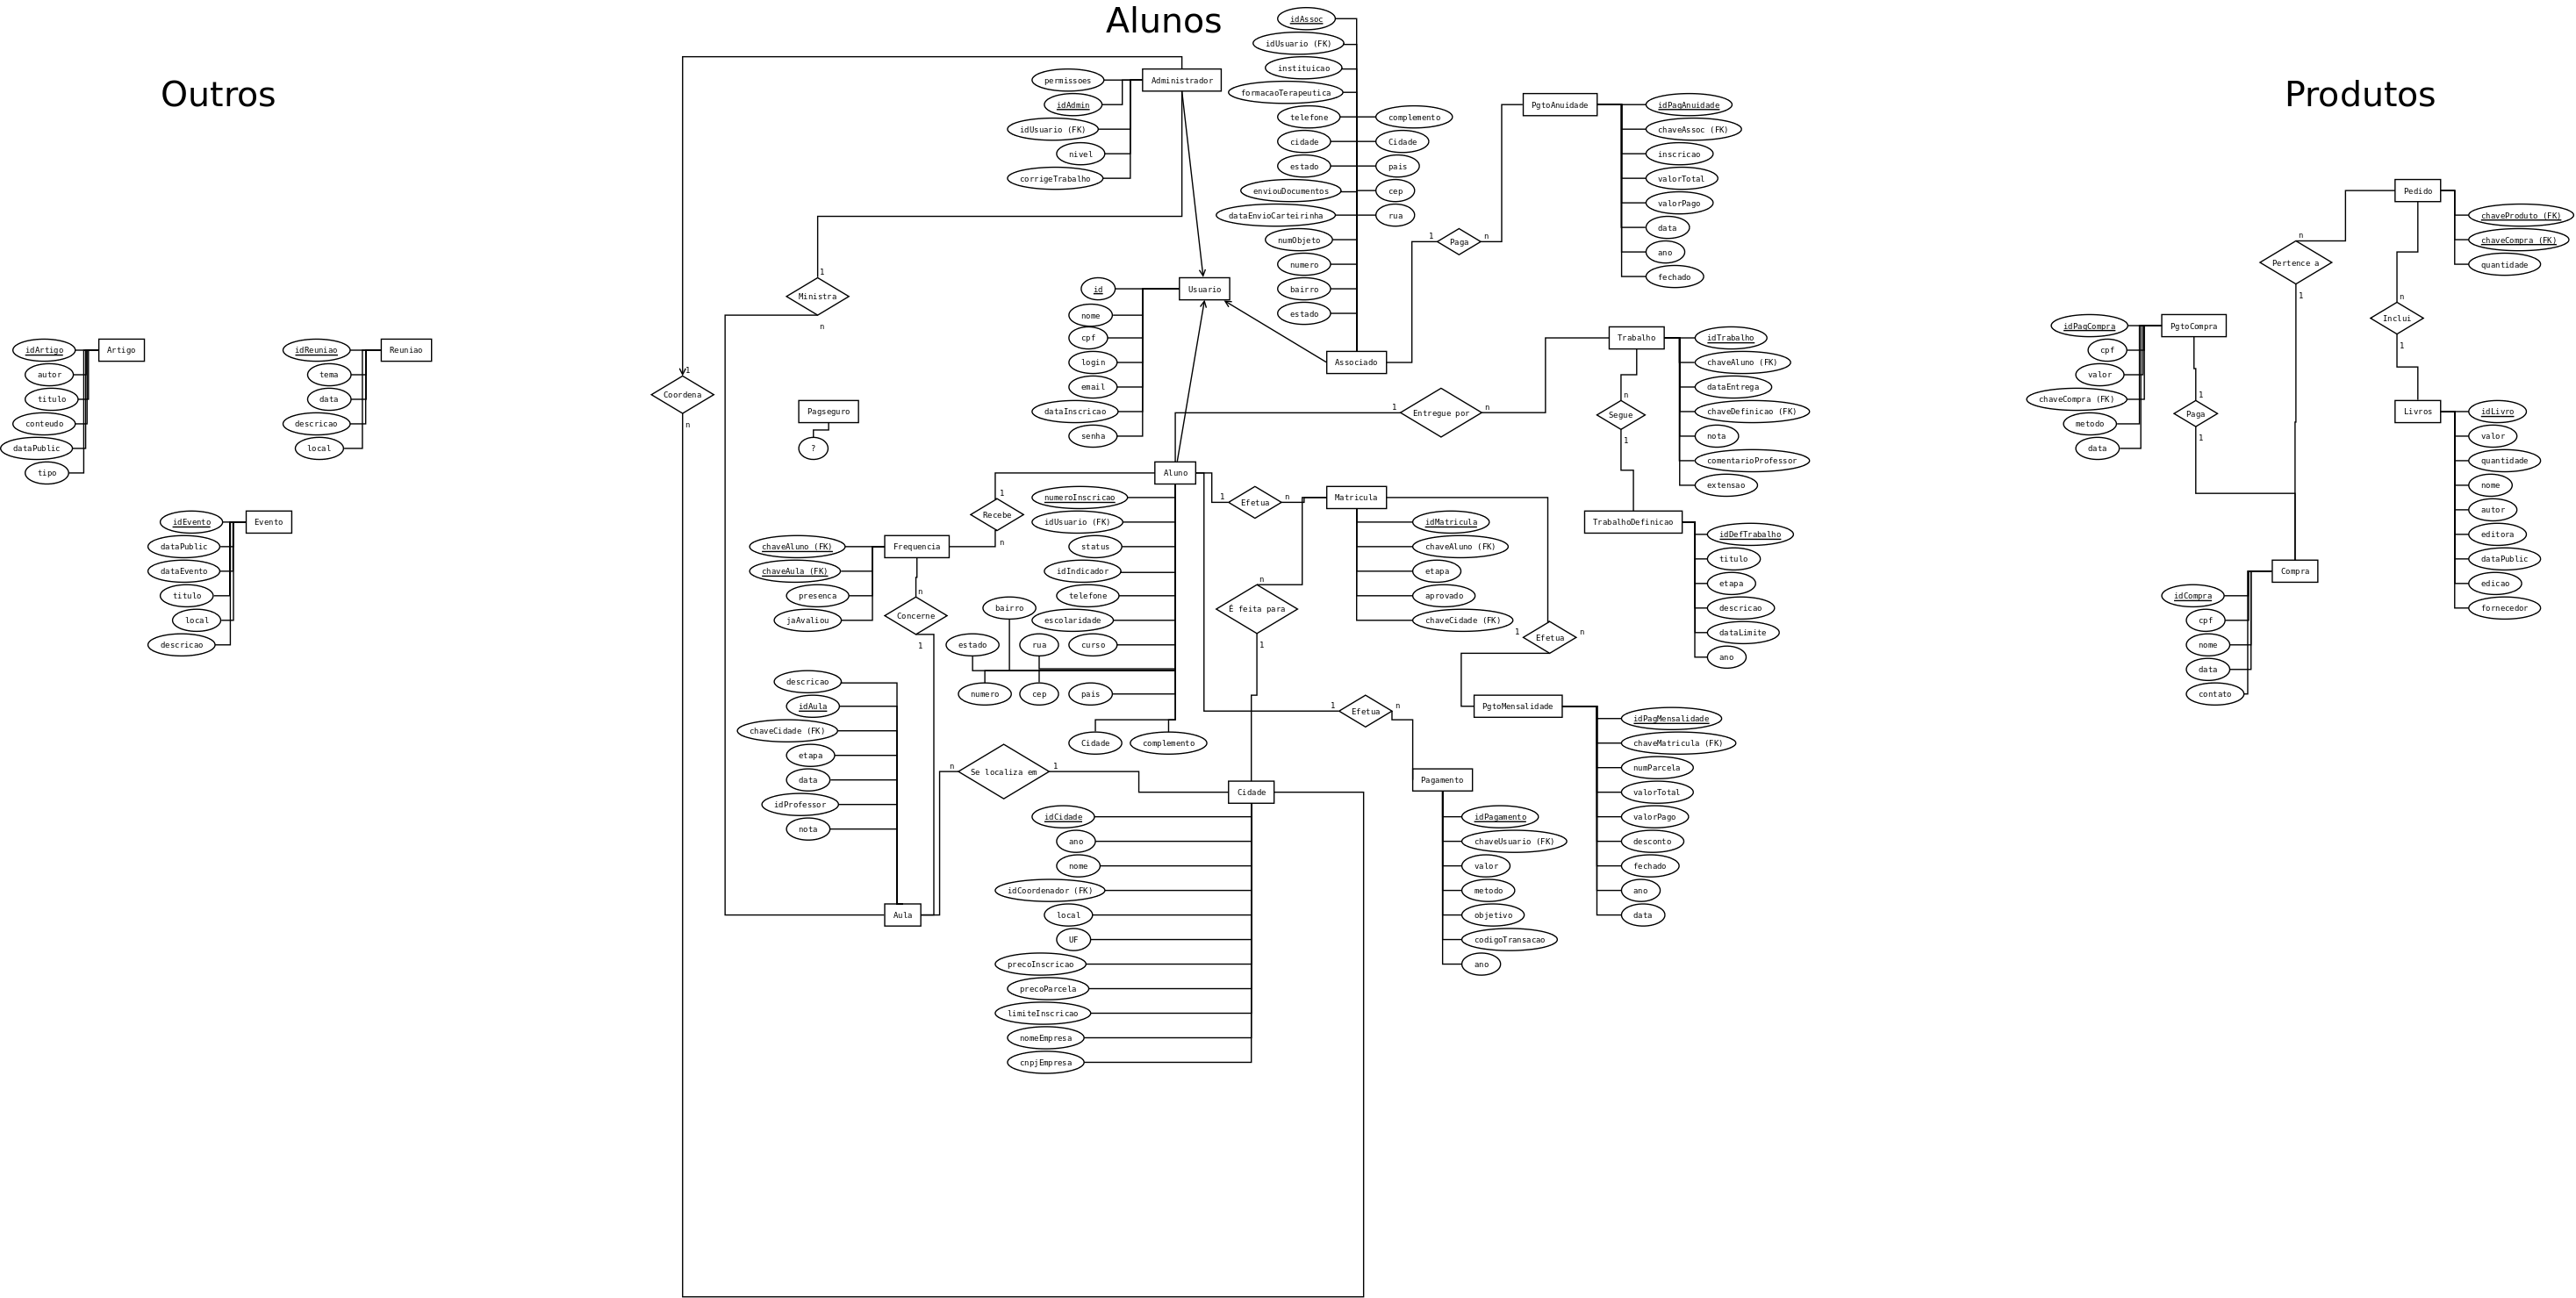 Outros
Artigo
idArtigo
autor
titulo
conteudo
dataPublic
tipo
Reuniao
idReuniao
tema
data
descricao
local
Evento
idEvento
dataPublic
dataEvento
titulo
local
descricao
Alunos
Administrador
permissoes
idAdmin
idUsuario (FK)
nivel
corrigeTrabalho
1
Ministra
n
1
Coordena
n
Pagseguro
?
Usuario
id
nome
cpf
login
email
dataInscricao
senha
idAssoc
idUsuario (FK)
instituicao
formacaoTerapeutica
telefone
complemento
cidade
Cidade
estado
pais
enviouDocumentos
cep
dataEnvioCarteirinha
rua
numObjeto
numero
bairro
estado
Associado
1
Paga
n
PgtoAnuidade
idPagAnuidade
chaveAssoc (FK)
inscricao
valorTotal
valorPago
data
ano
fechado
1
Entregue por
n
Trabalho
idTrabalho
chaveAluno (FK)
dataEntrega
chaveDefinicao (FK)
nota
comentarioProfessor
extensao
n
Segue
1
TrabalhoDefinicao
idDefTrabalho
titulo
etapa
descricao
dataLimite
ano
Aluno
numeroInscricao
idUsuario (FK)
status
idIndicador
telefone
bairro
escolaridade
estado
rua
curso
numero
cep
pais
Cidade
complemento
1
Recebe
n
Frequencia
chaveAluno (FK)
chaveAula (FK)
presenca
jaAvaliou
n
Concerne
1
descricao
idAula
chaveCidade (FK)
etapa
data
idProfessor
nota
Aula
n
Se localiza em
1
1
Efetua
n
Matricula
idMatricula
chaveAluno (FK)
etapa
aprovado
chaveCidade (FK)
n
É feita para
1
1
Efetua
n
PgtoMensalidade
idPagMensalidade
chaveMatricula (FK)
numParcela
valorTotal
valorPago
desconto
fechado
ano
data
1
Efetua
n
Pagamento
idPagamento
chaveUsuario (FK)
valor
metodo
objetivo
codigoTransacao
ano
Cidade
idCidade
ano
nome
idCoordenador (FK)
local
UF
precoInscricao
precoParcela
limiteInscricao
nomeEmpresa
cnpjEmpresa
Produtos
Pedido
chaveProduto (FK)
chaveCompra (FK)
quantidade
n
Pertence a
1
n
Inclui
1
PgtoCompra
idPagCompra
cpf
valor
chaveCompra (FK)
metodo
data
1
Paga
1
Livros
idLivro
valor
quantidade
nome
autor
editora
dataPublic
edicao
fornecedor
Compra
idCompra
cpf
nome
data
contato